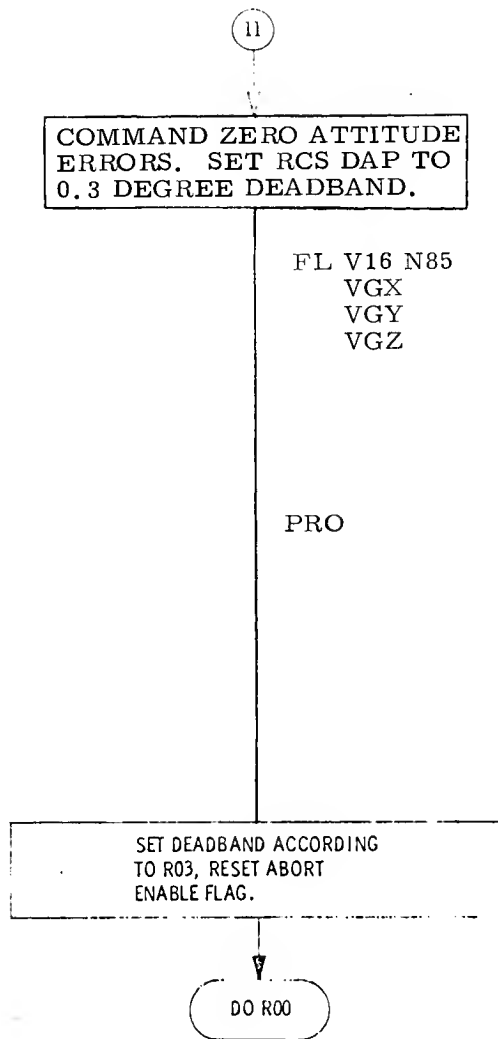 11
COMMAND ZERO ATTITUDE
ERRORS. SET RCS DAP TO
0.3 DEGREE DEADBAND.
FL V16 N85
VGX
VGY
VGZ
PRO
SET DEADBAND ACCORDING
TO R03, RESET ABORT
ENABLE FLAG.
DO R00